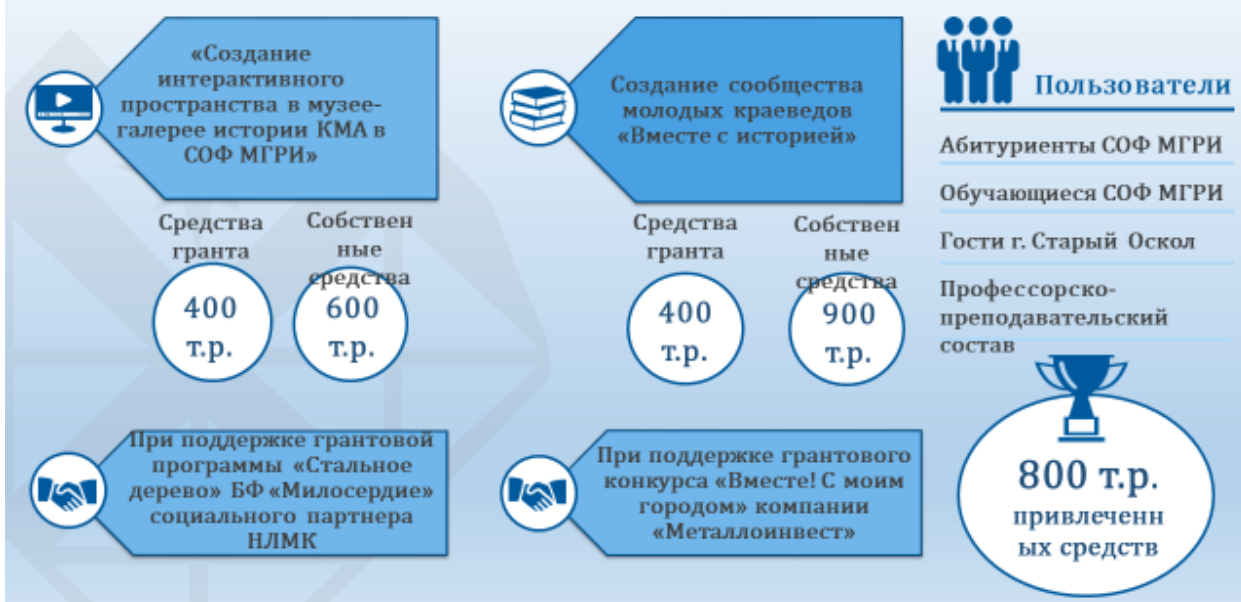 «Создание
интерактивного
пространства в музее-
галерее истории КМА в
СОФ МГРИ»
Средства
гранта
400
т.р.
Собствен
ные
средства
600
т.р.
При поддержке грантовой
программы «Стальное
дерево» БФ «Милосердие»
социального партнера
НЛМК
Создание сообщества
молодых краеведов
«Вместе с историей»
Средства
гранта
400
т.р.
Собствен
ные
средства
900
т.р.
При поддержке грантового
конкурса «Вместе! С моим
городом» компании
«Металлоинвест»
Пользователи
Абитуриенты СОФ МГРИ
Обучающиеся СОФ МГРИ
Гости г. Старый Оскол
Профессорско-
преподавательский
состав
800 т.р.
привлеченн
ых средств